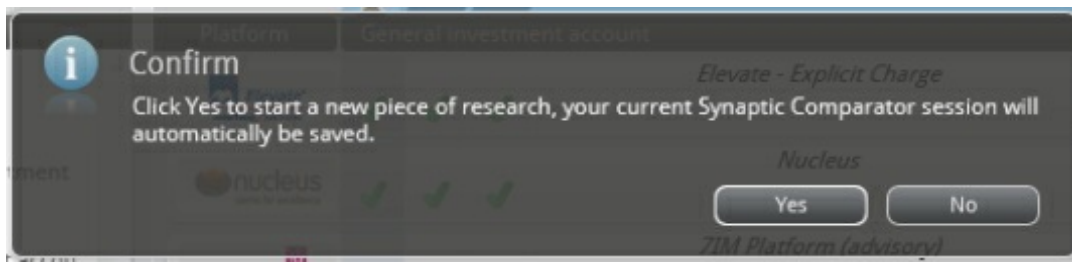 Platform General investment account
Confirm
Elevate - Explicit Charge
Click Yes to start a new piece of research, your current Synaptic Comparator session will
automatically be saved.
Nucleus
nucleus
Yes No
7IM Platform (advisory)